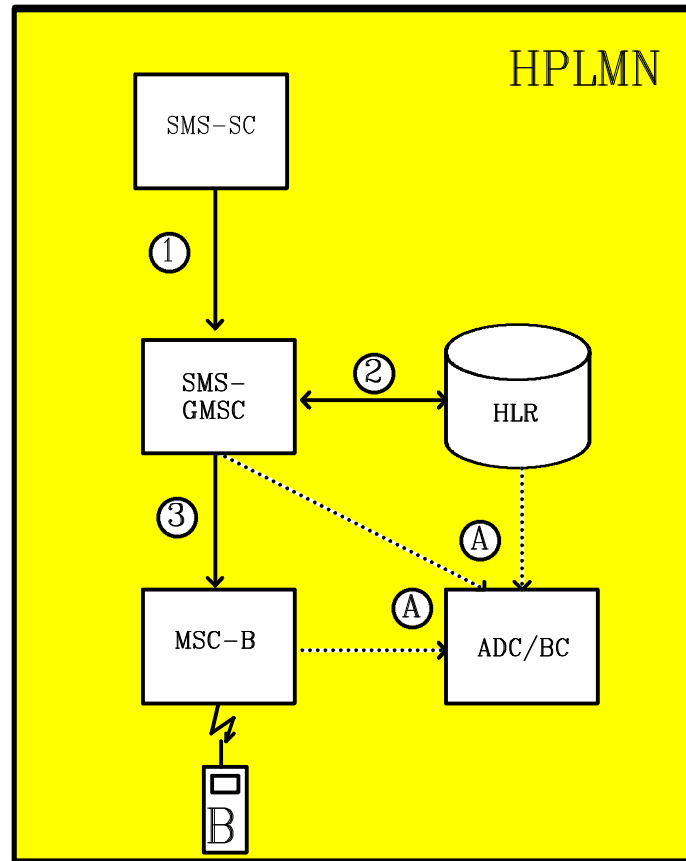 HPLMN
SMS-SC
1
SMS-
GMSC
2
HLR
3
A
A
MSC-B
ADC/BC
B